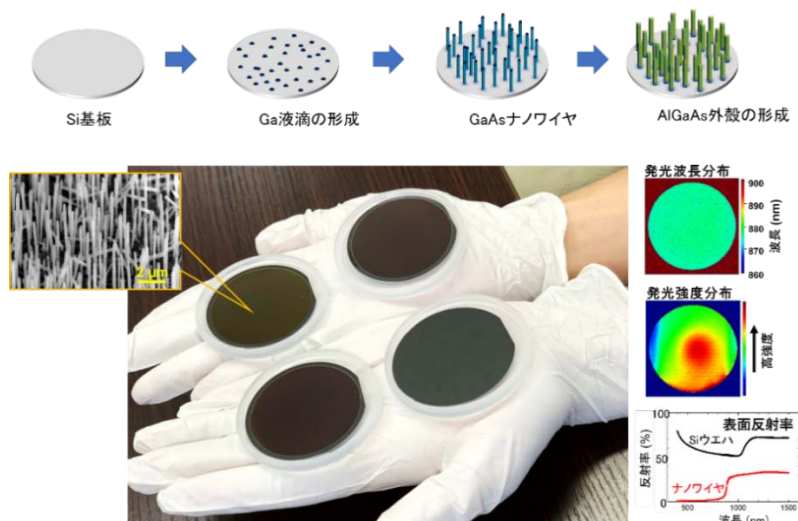 Si基板
Ga液滴の形成
GaAsナノワイヤ
AlGaAs外殻の形成
2 μm
発光波長分布
900
890
880
870
860
波長 (nm)
発光強度分布
高強度
表面反射率
100
50
0
反射率 (%)
Siウエハ
ナノワイヤ
500
1000
1500
波長 (nm)